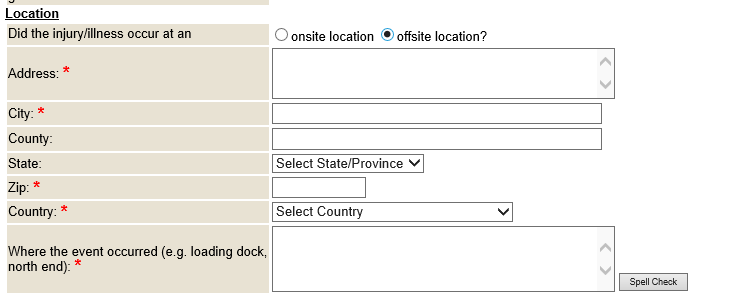 Location
Did the injury/illness occur at an onsite location offsite location?
Address: *
City: *
County:
State: Select State/Province
Zip: *
Country: * Select Country
Where the event occurred (e.g. loading dock,
north end): *
Spell Check